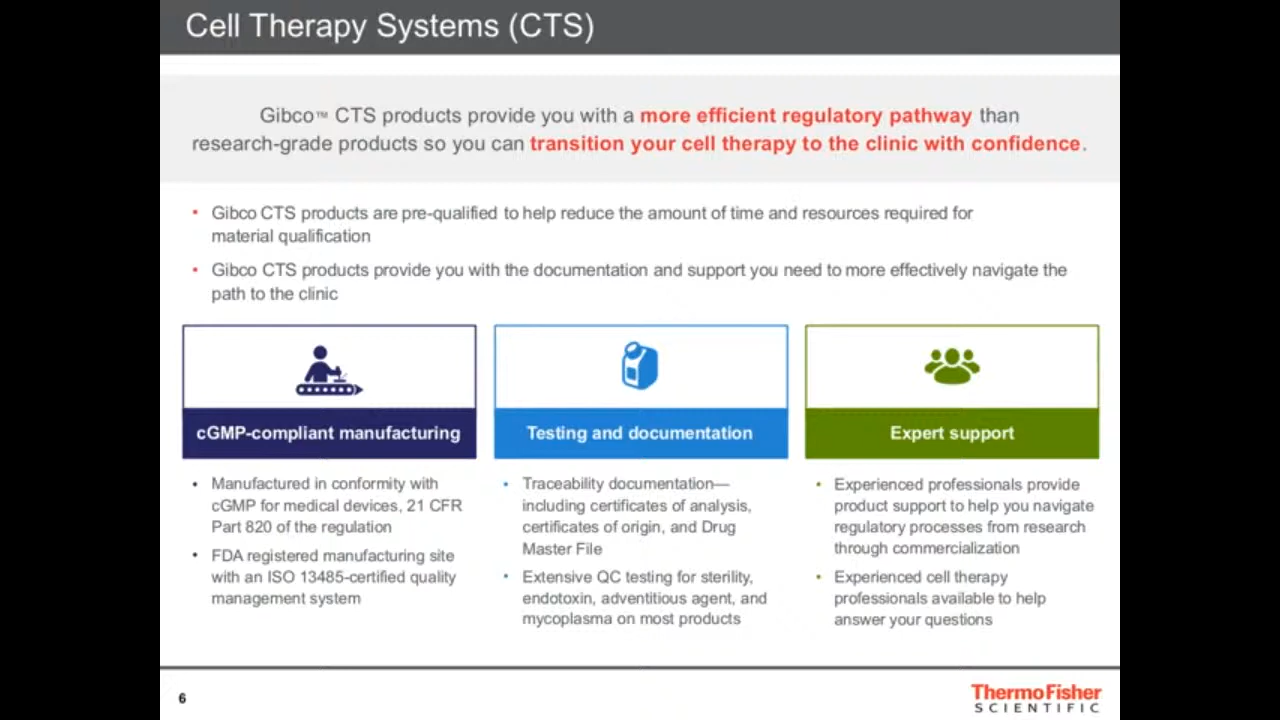 Cell Therapy Systems (CTS)
Gibco™ CTS products provide you with a more efficient regulatory pathway than
research-grade products so you can transition your cell therapy to the clinic with confidence.
• Gibco CTS products are pre-qualified to help reduce the amount of time and resources required for
material qualification
• Gibco CTS products provide you with the documentation and support you need to more effectively navigate the
path to the clinic
cGMP-compliant manufacturing
• Manufactured in conformity with
cGMP for medical devices, 21 CFR
Part 820 of the regulation
• FDA registered manufacturing site
with an ISO 13485-certified quality
management system
Testing and documentation
• Traceability documentation—
including certificates of analysis,
certificates of origin, and Drug
Master File
• Extensive QC testing for sterility,
endotoxin, adventitious agent, and
mycoplasma on most products
Expert support
• Experienced professionals provide
product support to help you navigate
regulatory processes from research
through commercialization
• Experienced cell therapy
professionals available to help
answer your questions
6
ThermoFisher
SCIENTIFIC